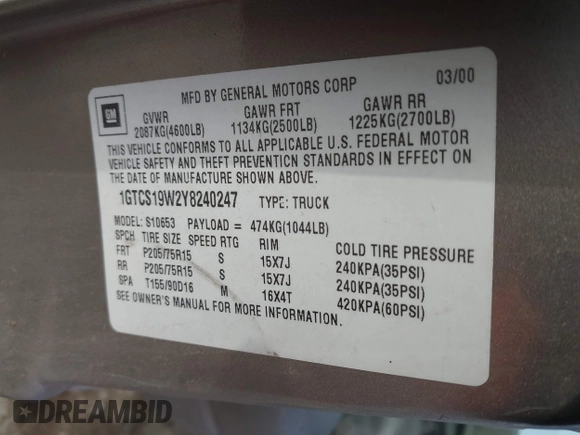 MFD BY GENERAL MOTORS CORP 03/00
GM
GVWR GAWR FRT GAWR RR
2087KG(4600LB) 1134KG(2500LB) 1225KG(2700LB)
THIS VEHICLE CONFORMS TO ALL APPLICABLE U.S. FEDERAL MOTOR
VEHICLE SAFETY AND THEFT PREVENTION STANDARDS IN EFFECT ON
THE DATE OF MANUFACTURE SHOWN ABOVE.
1GTCS19W2Y8240247 TYPE: TRUCK
MODEL: S10653 PAYLOAD = 474KG(1044LB)
SPCH TIRE SIZE SPEED RTG RIM COLD TIRE PRESSURE
FRT P205/75R15 S 15X7J 240KPA(35PSI)
RR P205/75R15 S 15X7J 240KPA(35PSI)
SPA T155/90D16 M 16X4T 420KPA(60PSI)
SEE OWNER'S MANUAL FOR MORE INFORMATION.
DREAMBID